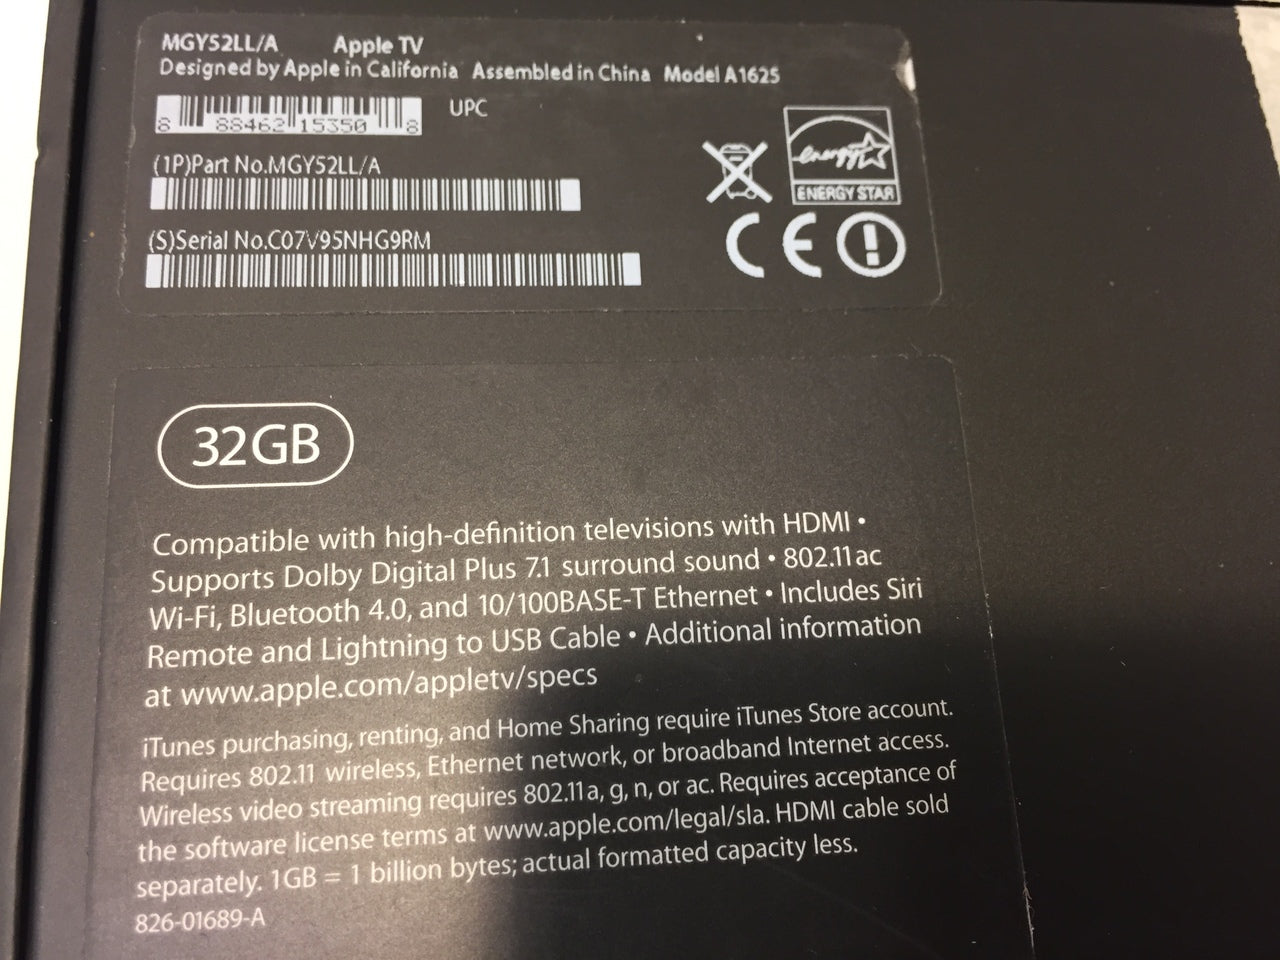 MGY52LL/A Apple TV
Designed by Apple in California Assembled in China Model A1625
8 88462 15350 8 UPC
(1P)Part No.MGY52LL/A
(S)Serial No.C07V95NHG9RM
energy
ENERGY STAR
CE
32GB
Compatible with high-definition televisions with HDMI •
Supports Dolby Digital Plus 7.1 surround sound • 802.11ac
Wi-Fi, Bluetooth 4.0, and 10/100BASE-T Ethernet • Includes Siri
Remote and Lightning to USB Cable • Additional information
at www.apple.com/appletv/specs
iTunes purchasing, renting, and Home Sharing require iTunes Store account.
Requires 802.11 wireless, Ethernet network, or broadband Internet access.
Wireless video streaming requires 802.11a, g, n, or ac. Requires acceptance of
the software license terms at www.apple.com/legal/sla. HDMI cable sold
separately. 1GB = 1 billion bytes; actual formatted capacity less.
826-01689-A